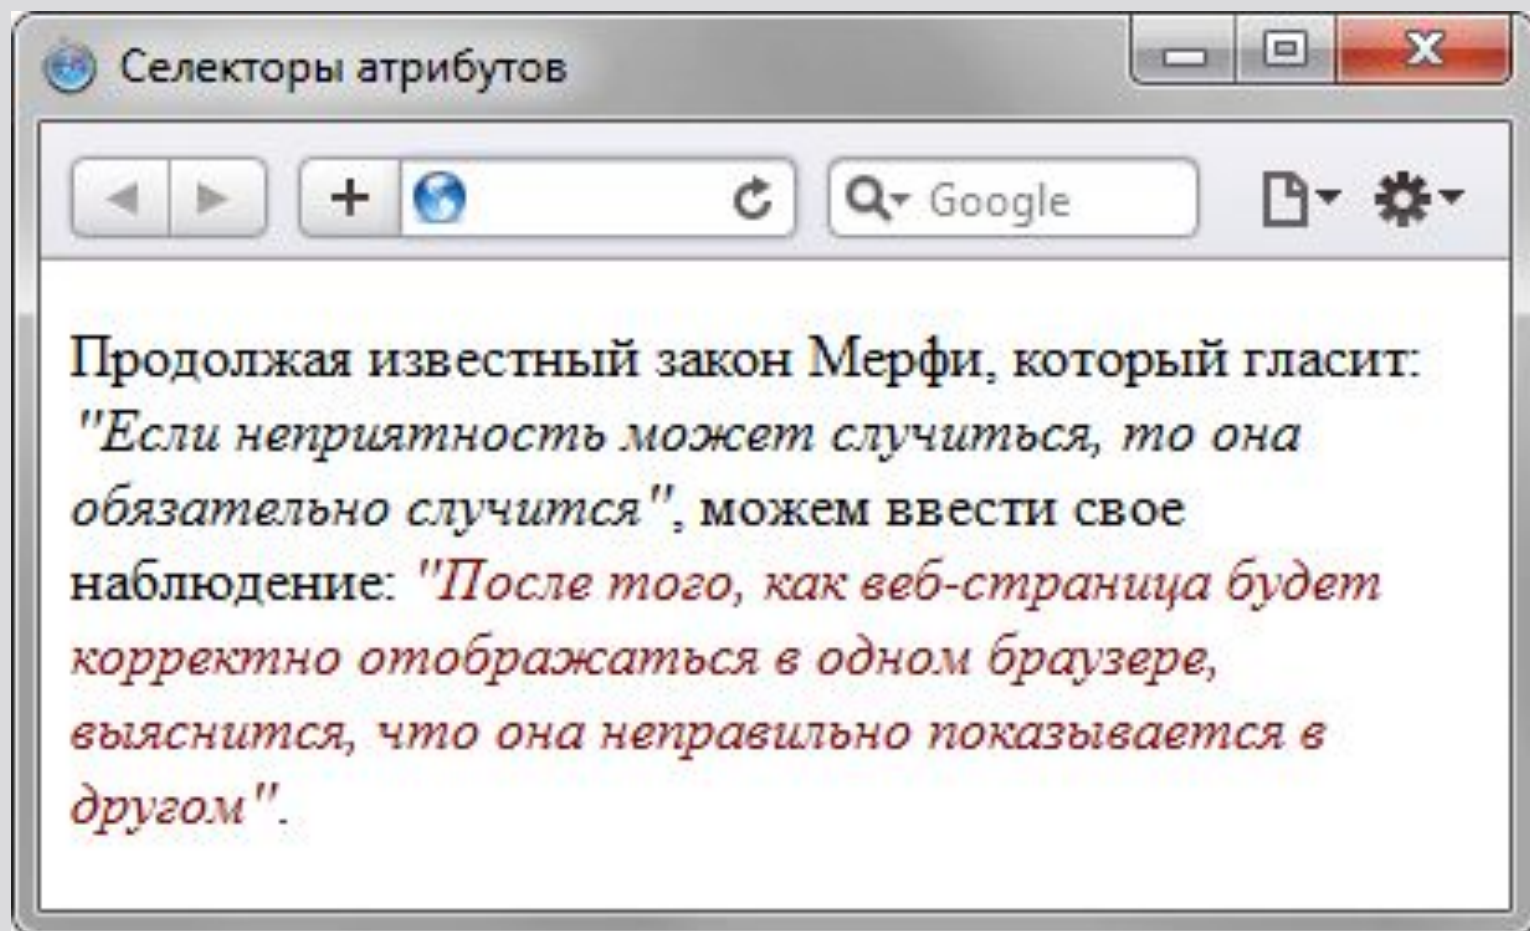 Селекторы атрибутов
Google
Продолжая известный закон Мерфи, который гласит:
"Если неприятность может случиться, то она
обязательно случится", можем ввести свое
наблюдение: "После того, как веб-страница будет
корректно отображаться в одном браузере,
выяснится, что она неправильно показывается в
другом".